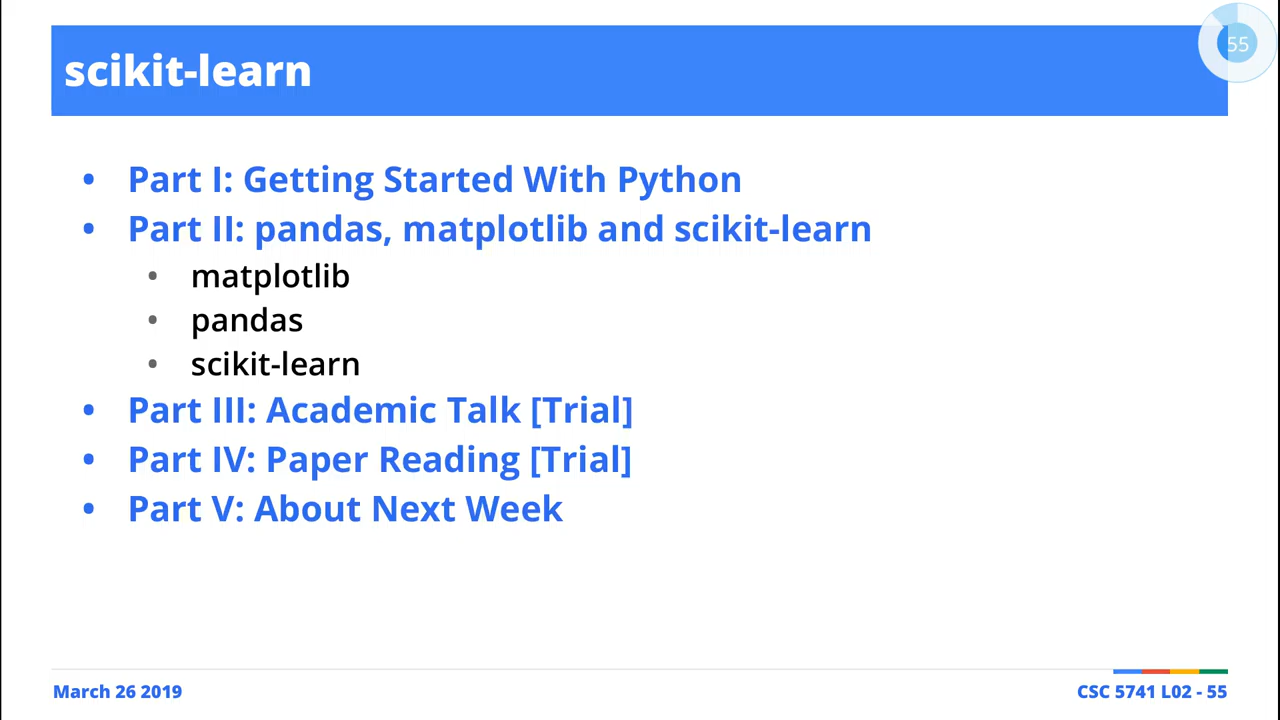 55
scikit-learn
• Part I: Getting Started With Python
• Part II: pandas, matplotlib and scikit-learn
• matplotlib
• pandas
• scikit-learn
• Part III: Academic Talk [Trial]
• Part IV: Paper Reading [Trial]
• Part V: About Next Week
March 26 2019
CSC 5741 L02 - 55